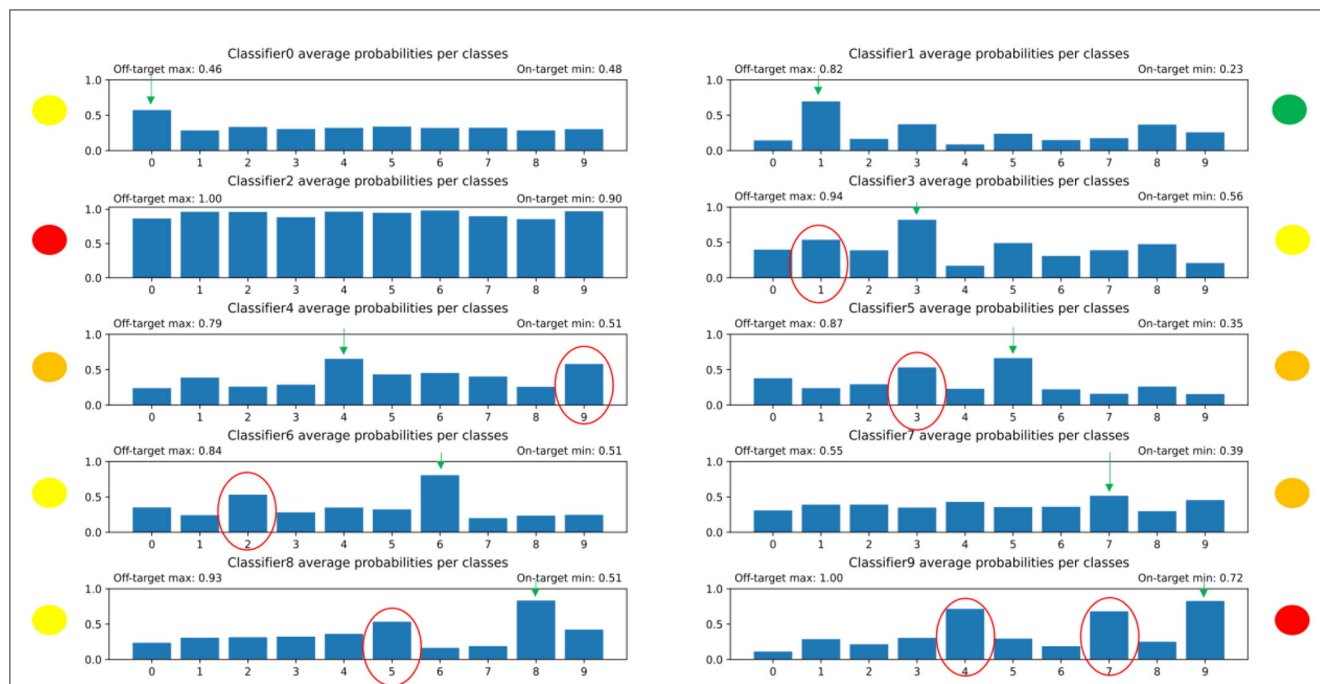 Classifier0 average probabilities per classes
Off-target max: 0.46 On-target min: 0.48
1.0
0.5
0.0
0 1 2 3 4 5 6 7 8 9
Classifier1 average probabilities per classes
Off-target max: 0.82 On-target min: 0.23
1.0
0.5
0.0
0 1 2 3 4 5 6 7 8 9
Classifier2 average probabilities per classes
Off-target max: 1.00 On-target min: 0.90
1.0
0.5
0.0
0 1 2 3 4 5 6 7 8 9
Classifier3 average probabilities per classes
Off-target max: 0.94 On-target min: 0.56
1.0
0.5
0.0
0 1 2 3 4 5 6 7 8 9
Classifier4 average probabilities per classes
Off-target max: 0.79 On-target min: 0.51
1.0
0.5
0.0
0 1 2 3 4 5 6 7 8 9
Classifier5 average probabilities per classes
Off-target max: 0.87 On-target min: 0.35
1.0
0.5
0.0
0 1 2 3 4 5 6 7 8 9
Classifier6 average probabilities per classes
Off-target max: 0.84 On-target min: 0.51
1.0
0.5
0.0
0 1 2 3 4 5 6 7 8 9
Classifier7 average probabilities per classes
Off-target max: 0.55 On-target min: 0.39
1.0
0.5
0.0
0 1 2 3 4 5 6 7 8 9
Classifier8 average probabilities per classes
Off-target max: 0.93 On-target min: 0.51
1.0
0.5
0.0
0 1 2 3 4 5 6 7 8 9
Classifier9 average probabilities per classes
Off-target max: 1.00 On-target min: 0.72
1.0
0.5
0.0
0 1 2 3 4 5 6 7 8 9